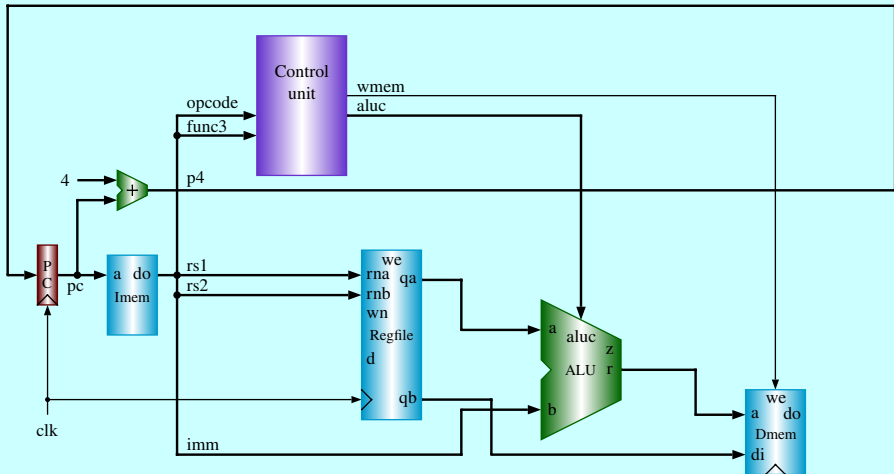 Control
unit
wmem
opcode
aluc
func3
4
+
p4
P
C
pc
a do
Imem
rs1
rs2
we
rna
qa
rnb
wn
Regfile
d
qb
a
aluc
z
ALU
r
b
clk
imm
we
a do
Dmem
di